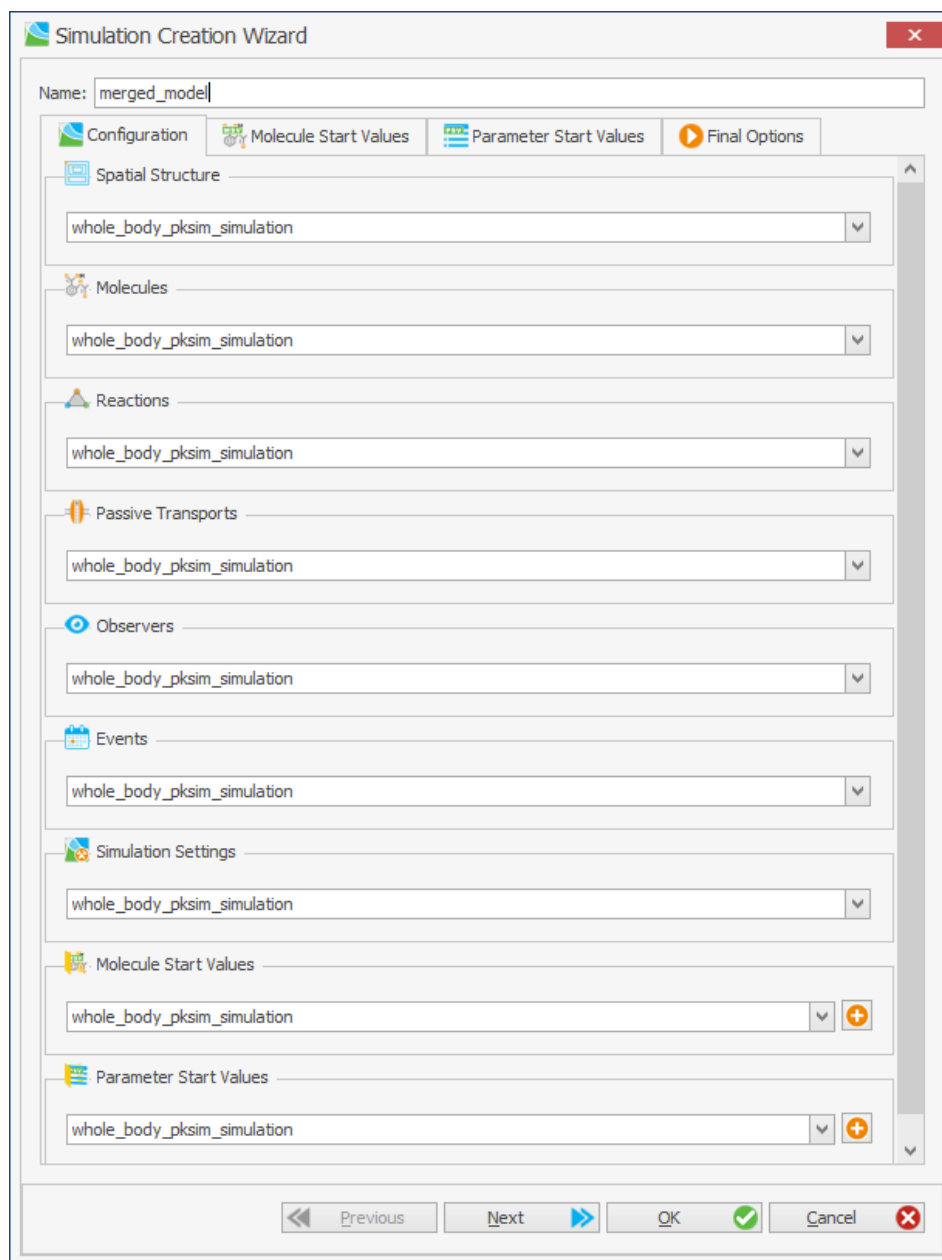 Simulation Creation Wizard
Name: merged_model
Configuration Molecule Start Values Parameter Start Values Final Options
Spatial Structure
whole_body_pksim_simulation
Molecules
whole_body_pksim_simulation
Reactions
whole_body_pksim_simulation
Passive Transports
whole_body_pksim_simulation
Observers
whole_body_pksim_simulation
Events
whole_body_pksim_simulation
Simulation Settings
whole_body_pksim_simulation
Molecule Start Values
whole_body_pksim_simulation
Parameter Start Values
whole_body_pksim_simulation
Previous Next OK Cancel